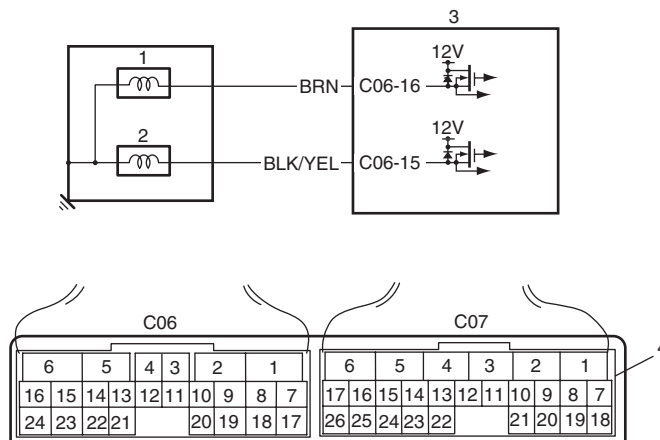 3
1
12V
BRN C06-16
2
12V
BLK/YEL C06-15
C06 C07
6 5 4 3 2 1 6 5 4 3 2 1
16 15 14 13 12 11 10 9 8 7 17 16 15 14 13 12 11 10 9 8 7
24 23 22 21 20 19 18 17 26 25 24 23 22 21 20 19 18